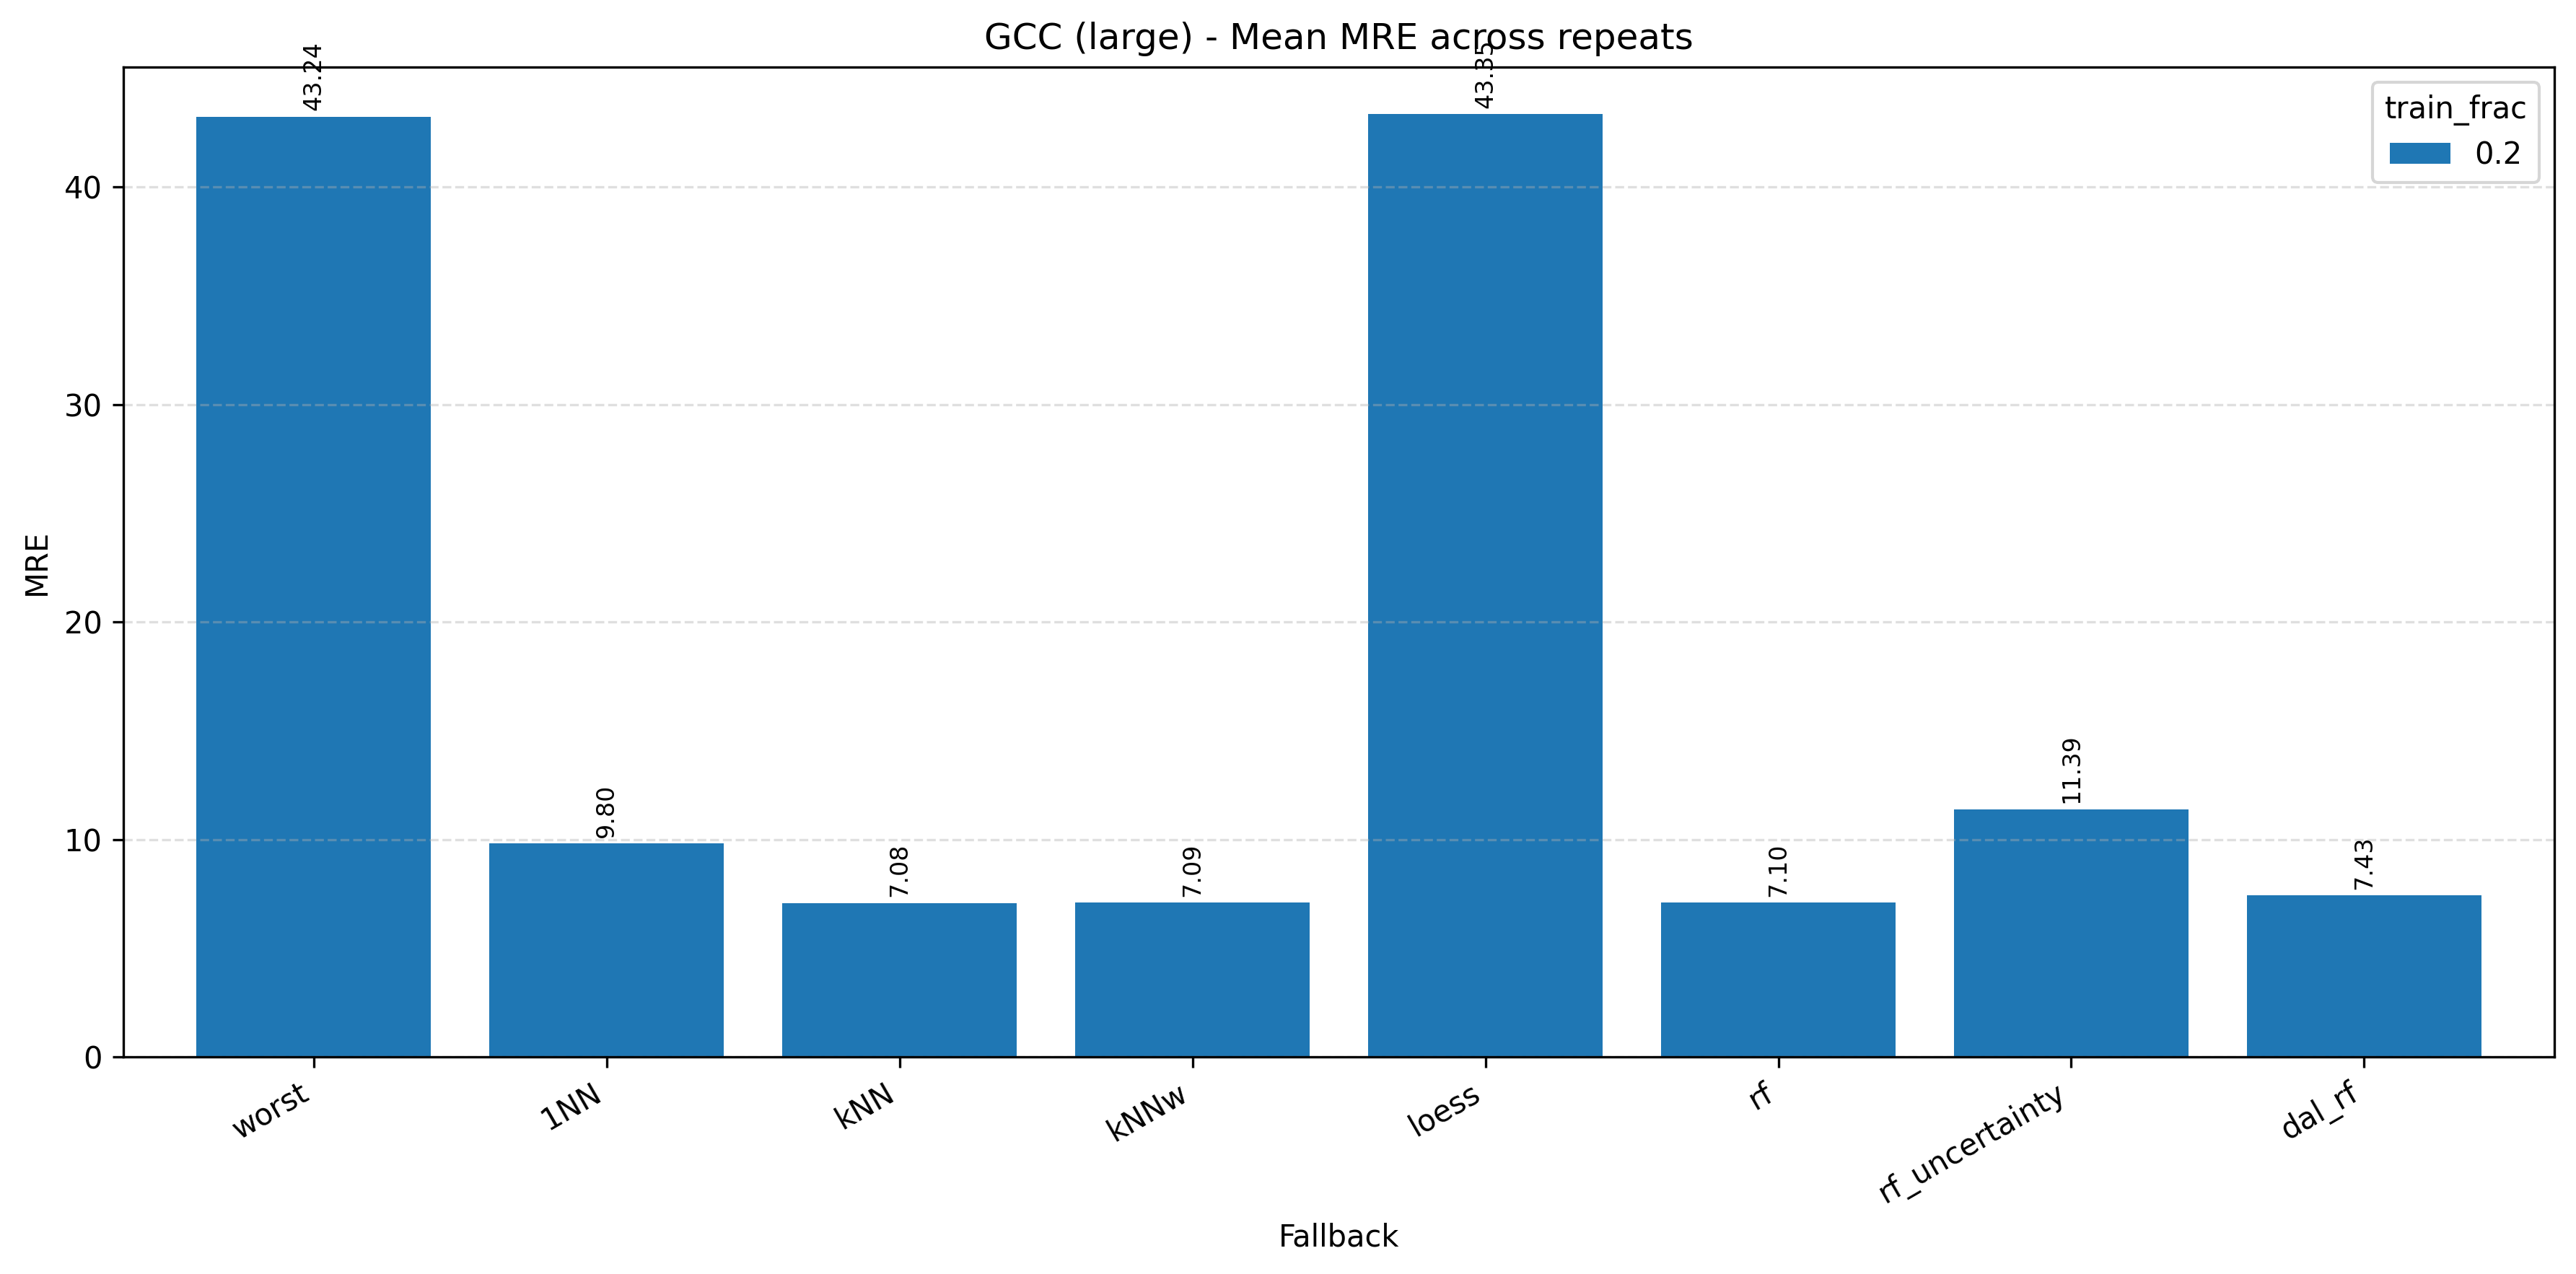 GCC (large) - Mean MRE across repeats
train_frac
0.2
MRE
40
30
20
10
0
43.24
9.80
7.08
7.09
43.35
7.10
11.39
7.43
worst
1NN
kNN
kNNw
loess
rf
rf_uncertainty
dal_rf
Fallback